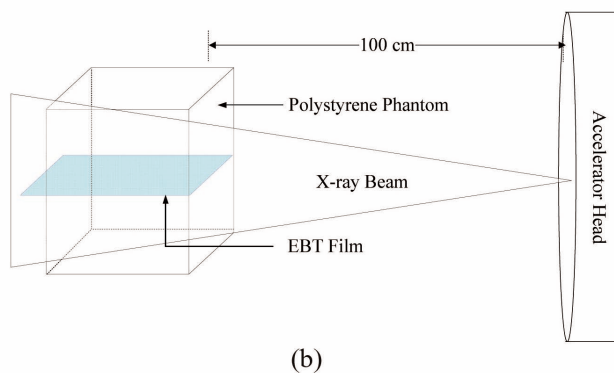 100 cm
Polystyrene Phantom
X-ray Beam
EBT Film
Accelerator Head
(b)